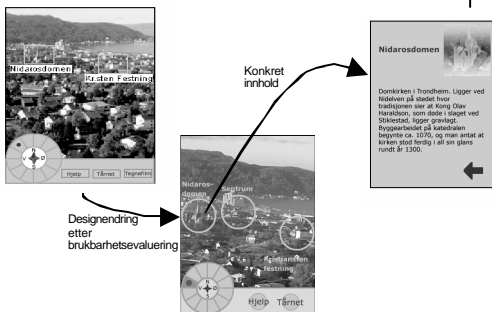 Nidarosdomen
Kristen Festning
Hjelp
Tårnet
Tegnefilm
N
V
Ø
S
Designendring
etter
brukbarhetsevaluering
Nidaros-
domen
Sentrum
Kristiansten
festning
N
V
Ø
S
Hjelp
Tårnet
Konkret
innhold
Nidarosdomen
Domkirken i Trondheim. Ligger ved
Nidelven på stedet hvor
tradisjonen sier at Kong Olav
Haraldson, som døde i slaget ved
Stiklestad, ligger gravlagt.
Byggearbeidet på katedralen
begynte ca. 1070, og man antat at
kirken stod ferdig i all sin glans
rundt år 1300.